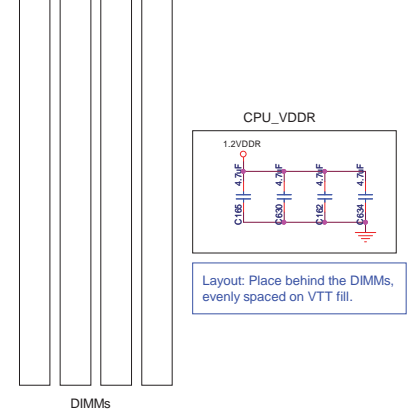 CPU_VDDR
1.2VDDR
4.7uF
4.7uF
4.7uF
4.7uF
C165
C630
C162
C634
Layout: Place behind the DIMMs,
evenly spaced on VTT fill.
DIMMs